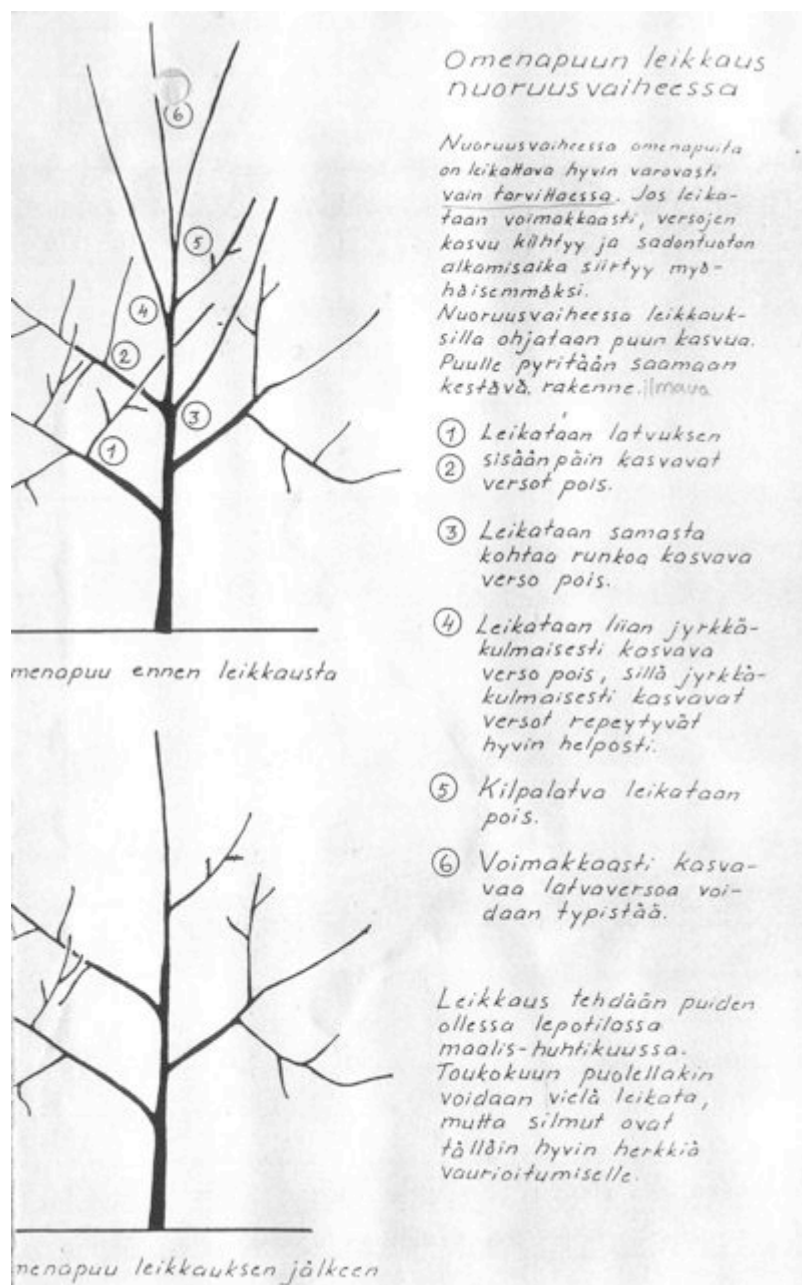 Omenapuun leikkaus
nuoruusvaiheessa
Nuoruusvaiheessa omenapuita
on leikattava hyvin varovasti
vain tarvittaessa. Jos leika-
taan voimakkaasti, versojen
kasvu kiihtyy ja sadontuoton
alkamisaika siirtyy myö-
häisemmäksi.
Nuoruusvaiheessa leikkauk-
silla ohjataan puun kasvua.
Puulle pyritään saamaan
kestävä, rakenne. ilmava
① Leikataan latvuksen
② sisäänpäin kasvavat
versot pois.
③ Leikataan samasta
kohtaa runkoa kasvava
verso pois.
④ Leikataan liian jyrkkä-
kulmaisesti kasvava
verso pois, sillä jyrkkä-
kulmaisesti kasvavat
versot repeytyvät
hyvin helposti.
⑤ Kilpalatva leikataan
pois.
⑥ Voimakkaasti kasva-
vaa latvaversoa voi-
daan typistää.
Leikkaus tehdään puiden
ollessa lepotilassa
maalis-huhtikuussa.
Toukokuun puolellakin
voidaan vielä leikata,
mutta silmut ovat
tällöin hyvin herkkiä
vaurioitumiselle.
⑥
⑤
④
②
③
①
menapuu ennen leikkausta
menapuu leikkauksen jälkeen